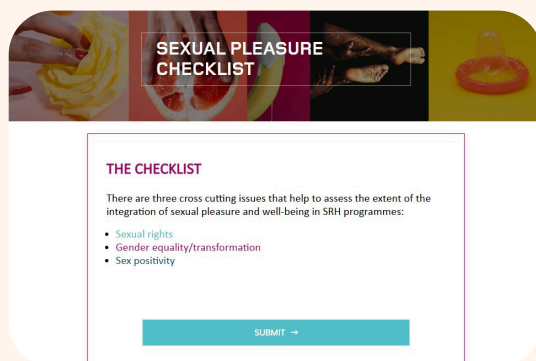 SEXUAL PLEASURE
CHECKLIST
THE CHECKLIST
There are three cross cutting issues that help to assess the extent of the
integration of sexual pleasure and well-being in SRH programmes:
• Sexual rights
• Gender equality/transformation
• Sex positivity
SUBMIT →